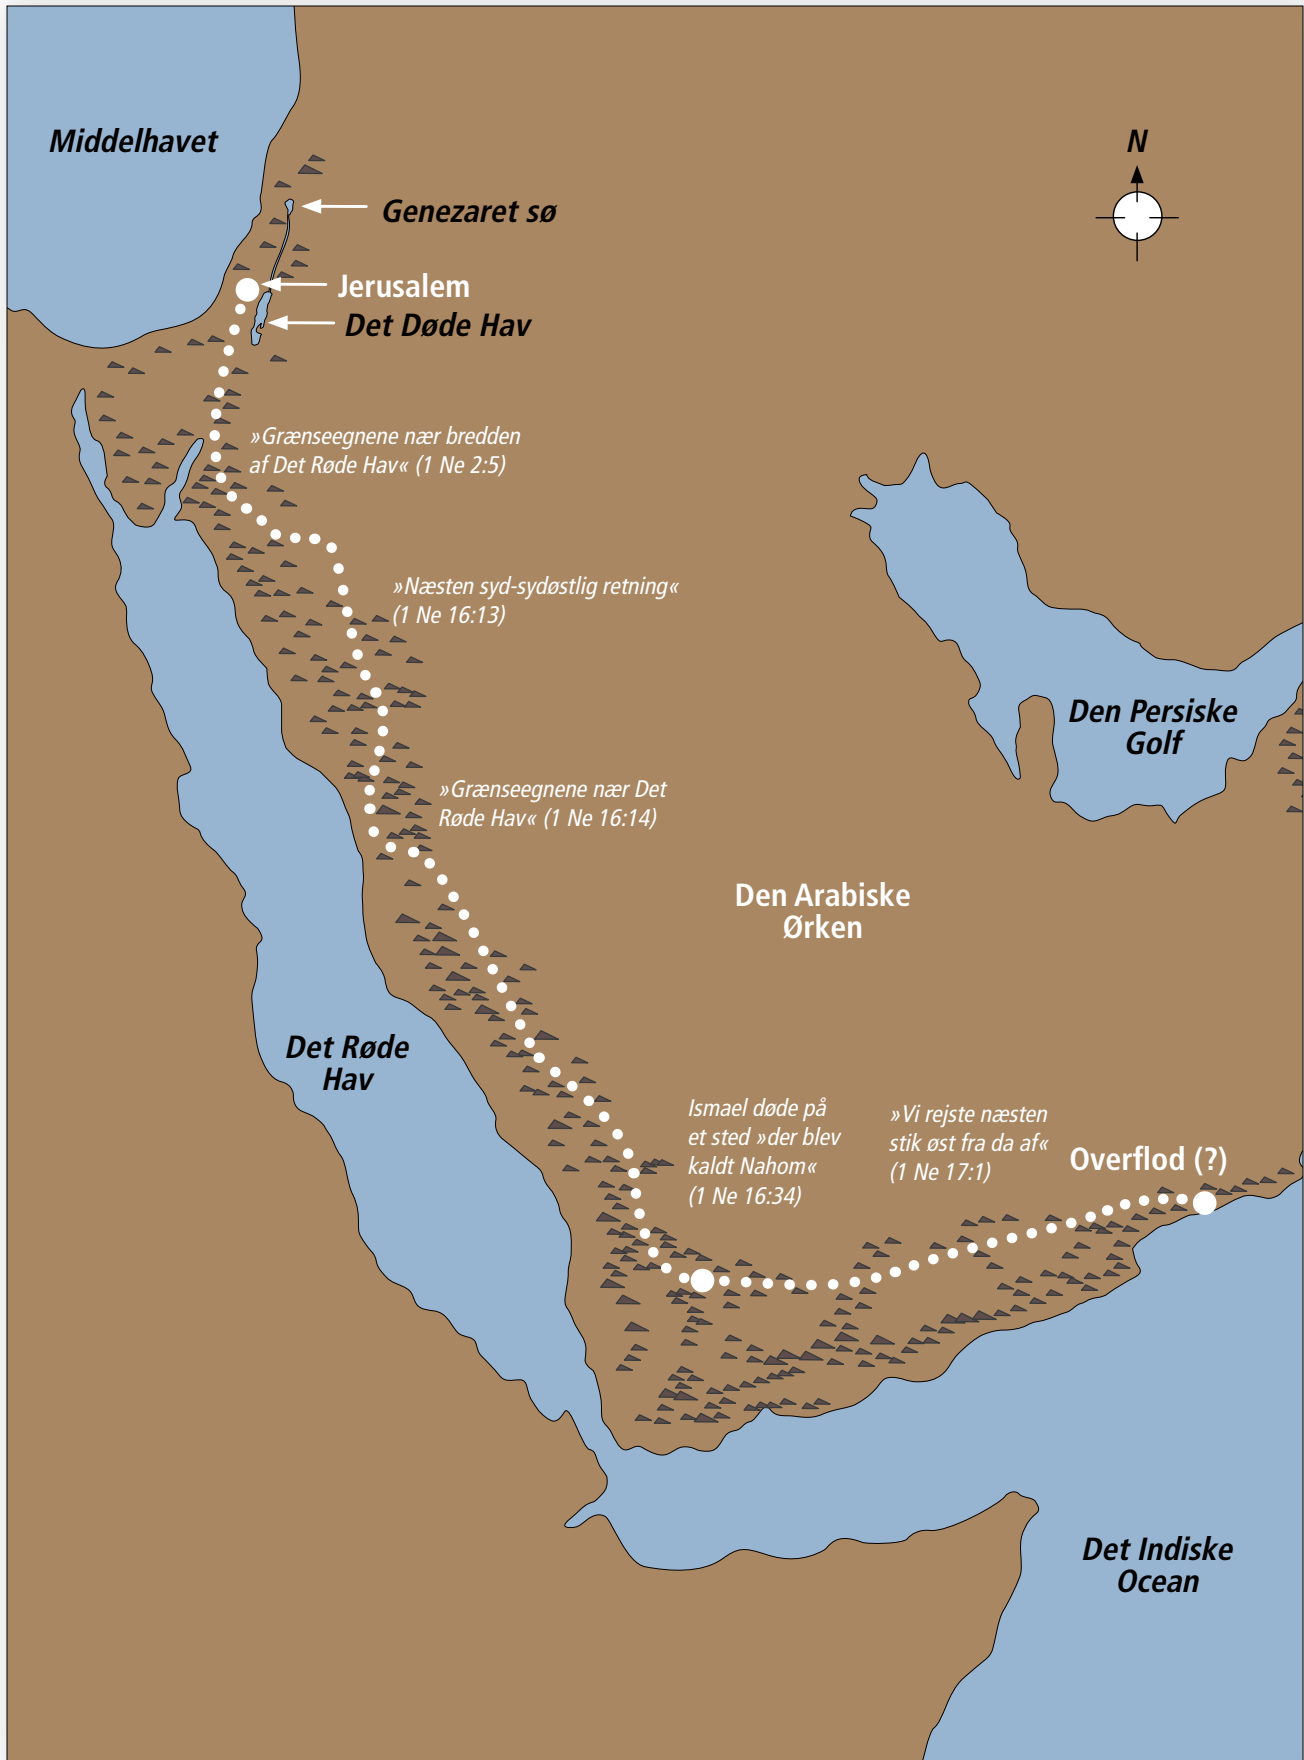 Middelhavet
N
Genezaret sø
Jerusalem
Det Døde Hav
»Grænseegnene nær bredden
af Det Røde Hav« (1 Ne 2:5)
»Næsten syd-sydøstlig retning«
(1 Ne 16:13)
Den Persiske
Golf
»Grænseegnene nær Det
Røde Hav« (1 Ne 16:14)
Den Arabiske
Ørken
Det Røde
Hav
Ismael døde på
et sted »der blev
kaldt Nahom«
(1 Ne 16:34)
»Vi rejste næsten
stik øst fra da af«
(1 Ne 17:1)
Overflod (?)
Det Indiske
Ocean